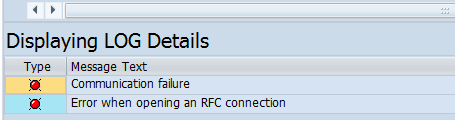 Displaying LOG Details
Type Message Text
Communication failure
Error when opening an RFC connection